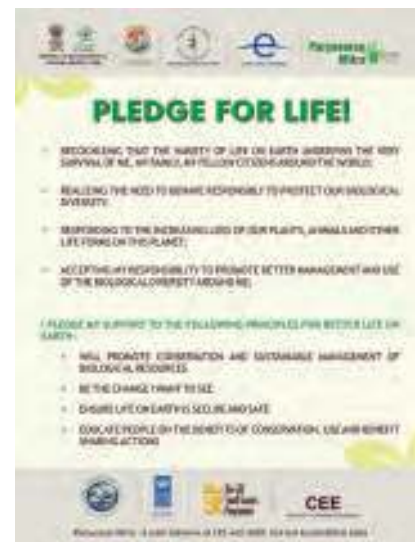 Paryavaran
Mitra
PLEDGE FOR LIFE!
RECOGNIZING THAT THE VARIETY OF LIFE ON EARTH UNDERPINS THE VERY
SURVIVAL OF ME, MY FAMILY, MY FELLOW CITIZENS AROUND THE WORLD;
REALIZING THE NEED TO BEHAVE RESPONSIBLY TO PROTECT OUR BIOLOGICAL
DIVERSITY;
RESPONDING TO THE INCREASING LOSS OF OUR PLANTS, ANIMALS AND OTHER
LIFE FORMS ON THIS PLANET;
ACCEPTING MY RESPONSIBILITY TO PROMOTE BETTER MANAGEMENT AND USE
OF THE BIOLOGICAL DIVERSITY AROUND ME;
I PLEDGE MY SUPPORT TO THE FOLLOWING PRINCIPLES FOR BETTER LIFE ON
EARTH:
WILL PROMOTE CONSERVATION AND SUSTAINABLE MANAGEMENT OF
BIOLOGICAL RESOURCES
BE THE CHANGE I WANT TO SEE
ENSURE LIFE ON EARTH IS SECURE AND SAFE
EDUCATE PEOPLE ON THE BENEFITS OF CONSERVATION, USE AND BENEFIT
SHARING ACTIONS
CEE